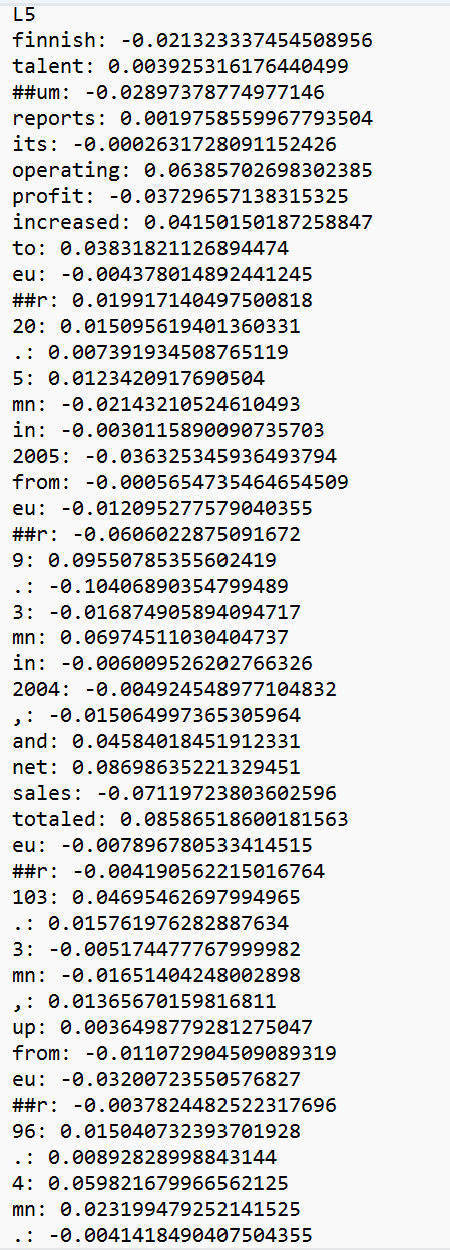 L5
finnish: -0.021323337454508956
talent: 0.003925316176440499
##um: -0.02897378774977146
reports: 0.0019758559967793504
its: -0.0002631728091152426
operating: 0.06385702698302385
profit: -0.03729657138315325
increased: 0.04150150187258847
to: 0.03831821126894474
eu: -0.004378014892441245
##r: 0.019917140497500818
20: 0.015095619401360331
.: 0.007391934508765119
5: 0.0123420917690504
mn: -0.02143210524610493
in: -0.0030115890090735703
2005: -0.036325345936493794
from: -0.0005654735464654509
eu: -0.012095277579040355
##r: -0.0606022875091672
9: 0.09550785355602419
.: -0.10406890354799489
3: -0.016874905894094717
mn: 0.06974511030404737
in: -0.006009526202766326
2004: -0.004924548977104832
,: -0.015064997365305964
and: 0.04584018451912331
net: 0.08698635221329451
sales: -0.07119723803602596
totaled: 0.08586518600181563
eu: -0.007896780533414515
##r: -0.004190562215016764
103: 0.04695462697994965
.: 0.015761976282887634
3: -0.005174477767999982
mn: -0.01651404248002898
,: 0.01365670159816811
up: 0.0036498779281275047
from: -0.011072904509089319
eu: -0.03200723550576827
##r: -0.0037824482522317696
96: 0.015040732393701928
.: 0.00892828998843144
4: 0.059821679966562125
mn: 0.023199479252141525
.: -0.0041418490407504355